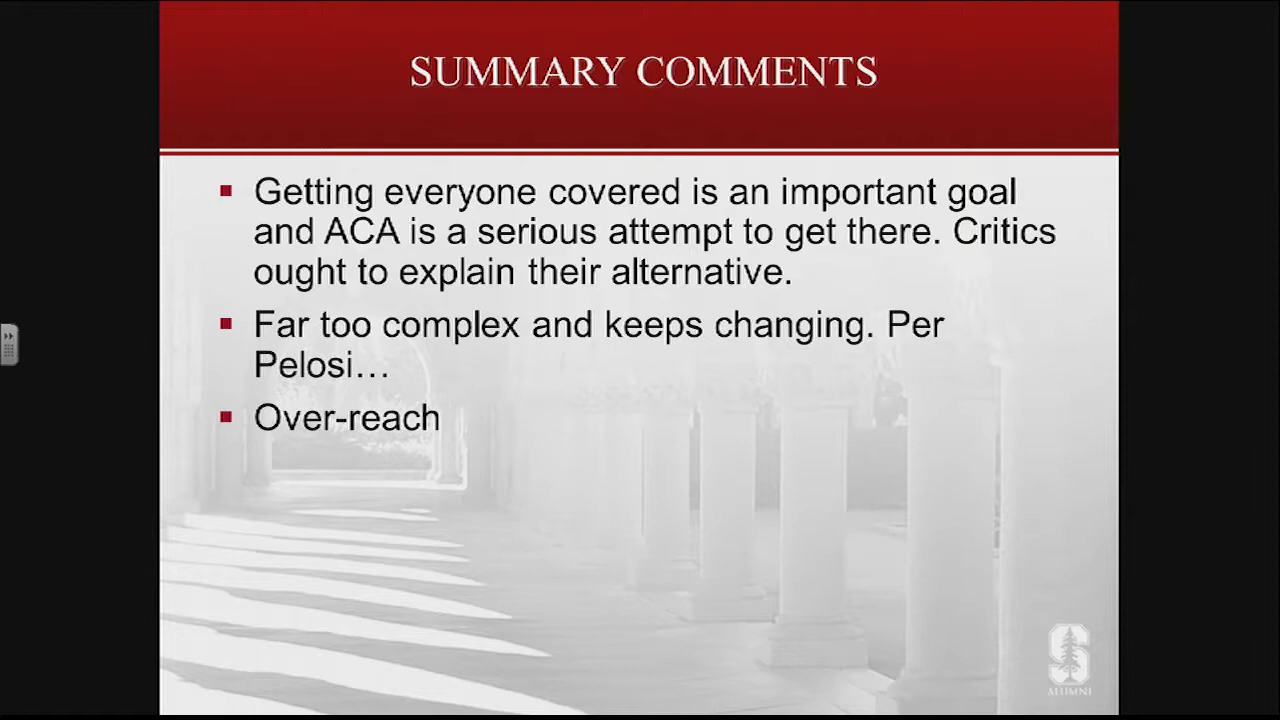 SUMMARY COMMENTS
▪ Getting everyone covered is an important goal
and ACA is a serious attempt to get there. Critics
ought to explain their alternative.
▪ Far too complex and keeps changing. Per
Pelosi…
▪ Over-reach
S
ALUMNI